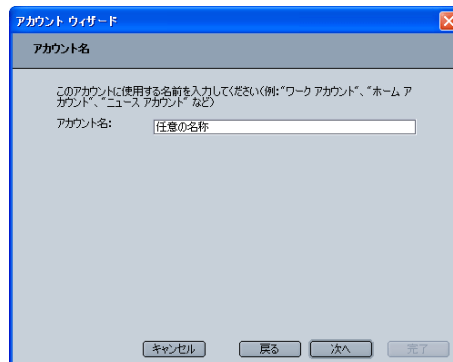 アカウント ウィザード
アカウント名
このアカウントに使用する名前を入力してください(例:"ワーク アカウント"、"ホーム ア
カウント"、"ニュース アカウント" など)
アカウント名: 任意の名称
キャンセル 戻る 次へ 完了